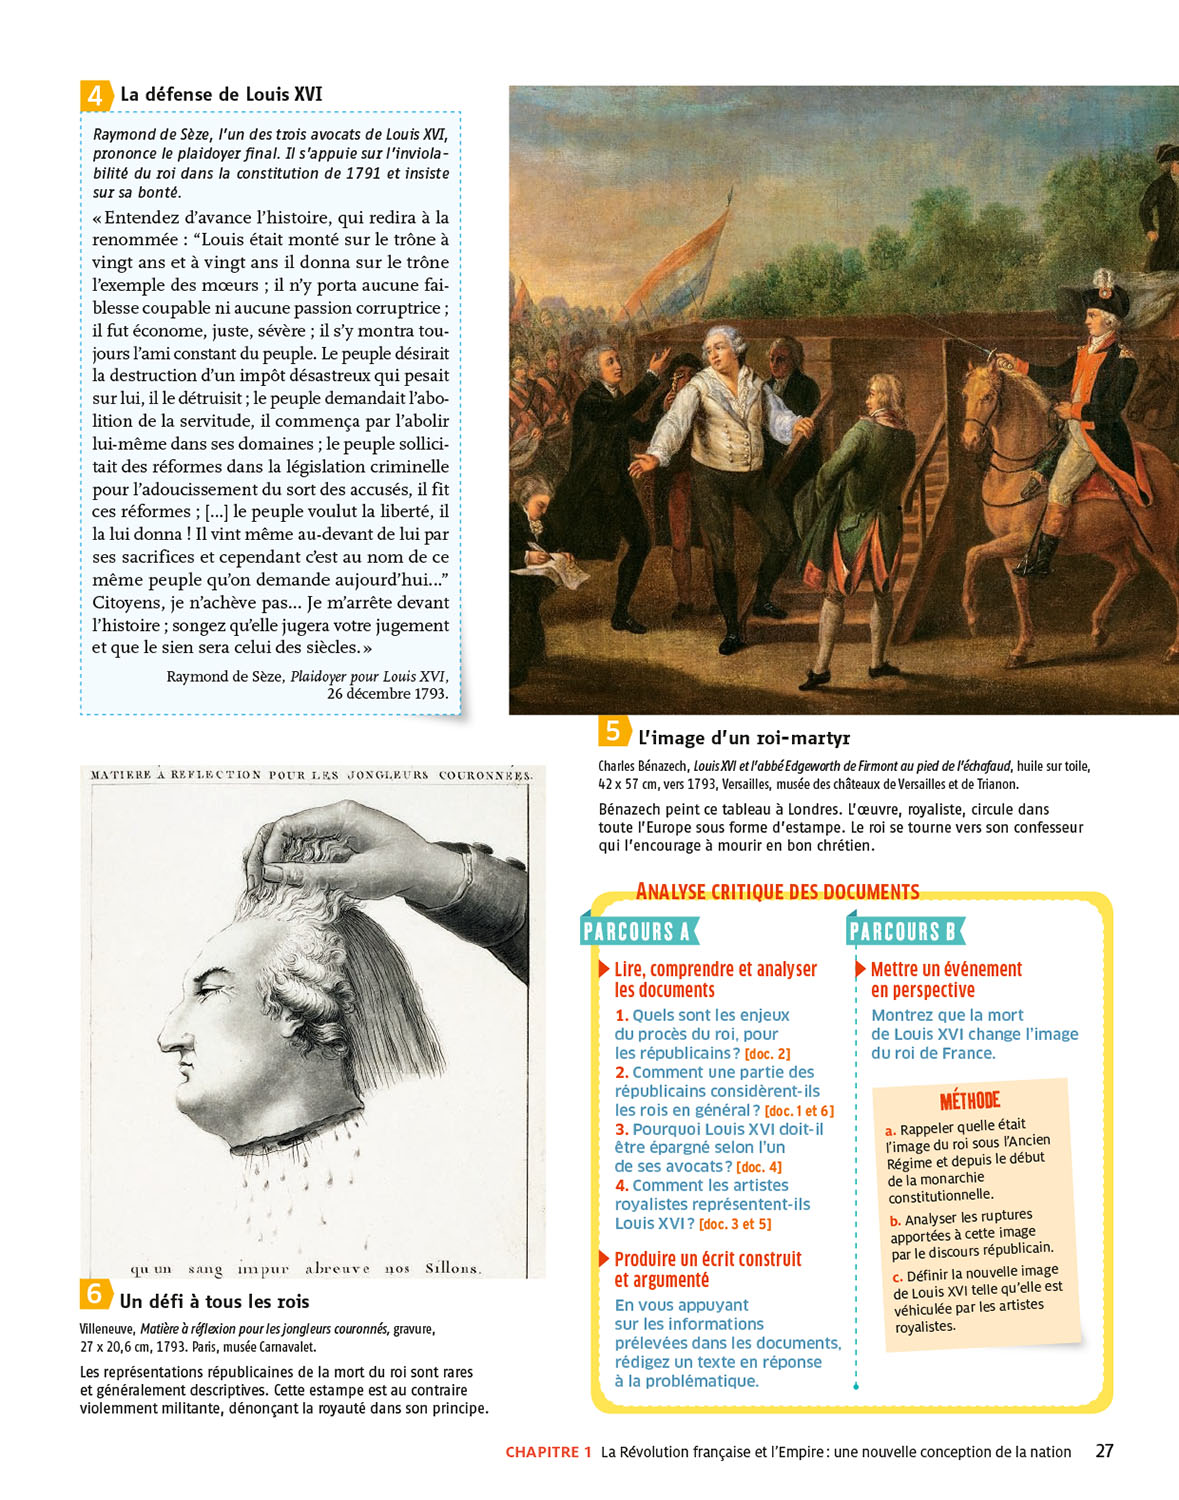 4 La défense de Louis XVI
Raymond de Sèze, l'un des trois avocats de Louis XVI,
prononce le plaidoyer final. Il s'appuie sur l'inviola-
bilité du roi dans la constitution de 1791 et insiste
sur sa bonté.
« Entendez d'avance l'histoire, qui redira à la
renommée : “Louis était monté sur le trône à
vingt ans et à vingt ans il donna sur le trône
l'exemple des mœurs ; il n'y porta aucune fai-
blesse coupable ni aucune passion corruptrice ;
il fut économe, juste, sévère ; il s'y montra tou-
jours l'ami constant du peuple. Le peuple désirait
la destruction d'un impôt désastreux qui pesait
sur lui, il le détruisit ; le peuple demandait l'abo-
lition de la servitude, il commença par l'abolir
lui-même dans ses domaines ; le peuple sollici-
tait des réformes dans la législation criminelle
pour l'adoucissement du sort des accusés, il fit
ces réformes ; [...] le peuple voulut la liberté, il
la lui donna ! Il vint même au-devant de lui par
ses sacrifices et cependant c'est au nom de ce
même peuple qu'on demande aujourd'hui...”
Citoyens, je n'achève pas... Je m'arrête devant
l'histoire ; songez qu'elle jugera votre jugement
et que le sien sera celui des siècles. »
Raymond de Sèze, Plaidoyer pour Louis XVI,
26 décembre 1793.
5 L'image d'un roi-martyr
Charles Bénazech, Louis XVI et l'abbé Edgeworth de Firmont au pied de l'échafaud, huile sur toile,
42 x 57 cm, vers 1793, Versailles, musée des châteaux de Versailles et de Trianon.
Bénazech peint ce tableau à Londres. L'œuvre, royaliste, circule dans
toute l'Europe sous forme d'estampe. Le roi se tourne vers son confesseur
qui l'encourage à mourir en bon chrétien.
MATIERE A REFLECTION POUR LES JONGLEURS COURONNÉES.
qu'un sang impur abreuve nos Sillons.
6 Un défi à tous les rois
Villeneuve, Matière à réflexion pour les jongleurs couronnés, gravure,
27 x 20,6 cm, 1793. Paris, musée Carnavalet.
Les représentations républicaines de la mort du roi sont rares
et généralement descriptives. Cette estampe est au contraire
violemment militante, dénonçant la royauté dans son principe.
ANALYSE CRITIQUE DES DOCUMENTS
PARCOURS A
Lire, comprendre et analyser
les documents
1. Quels sont les enjeux
du procès du roi, pour
les républicains ? [doc. 2]
2. Comment une partie des
républicains considèrent-ils
les rois en général ? [doc. 1 et 6]
3. Pourquoi Louis XVI doit-il
être épargné selon l'un
de ses avocats ? [doc. 4]
4. Comment les artistes
royalistes représentent-ils
Louis XVI ? [doc. 3 et 5]
Produire un écrit construit
et argumenté
En vous appuyant
sur les informations
prélevées dans les documents,
rédigez un texte en réponse
à la problématique.
PARCOURS B
Mettre un événement
en perspective
Montrez que la mort
de Louis XVI change l'image
du roi de France.
MÉTHODE
a. Rappeler quelle était
l'image du roi sous l'Ancien
Régime et depuis le début
de la monarchie
constitutionnelle.
b. Analyser les ruptures
apportées à cette image
par le discours républicain.
c. Définir la nouvelle image
de Louis XVI telle qu'elle est
véhiculée par les artistes
royalistes.
CHAPITRE 1 La Révolution française et l'Empire : une nouvelle conception de la nation 27